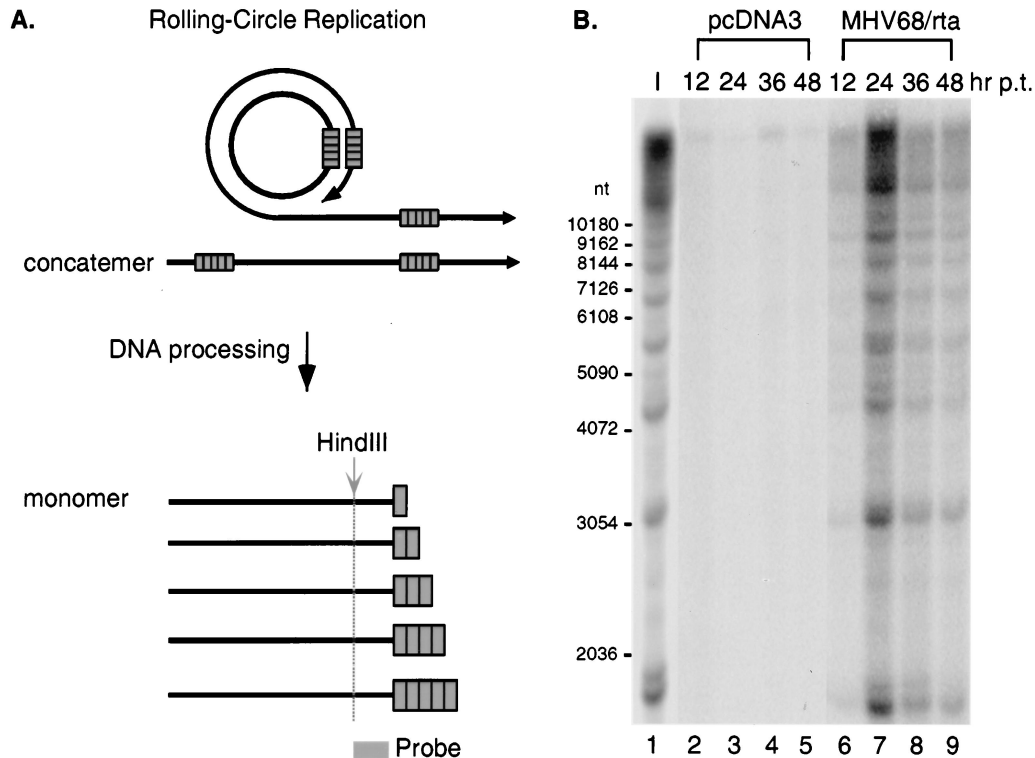 A.
Rolling-Circle Replication
concatemer
DNA processing
HindIII
monomer
Probe
B.
pcDNA3 MHV68/rta
I 12 24 36 48 12 24 36 48 hr p.t.
nt
10180
9162
8144
7126
6108
5090
4072
3054
2036
1 2 3 4 5 6 7 8 9